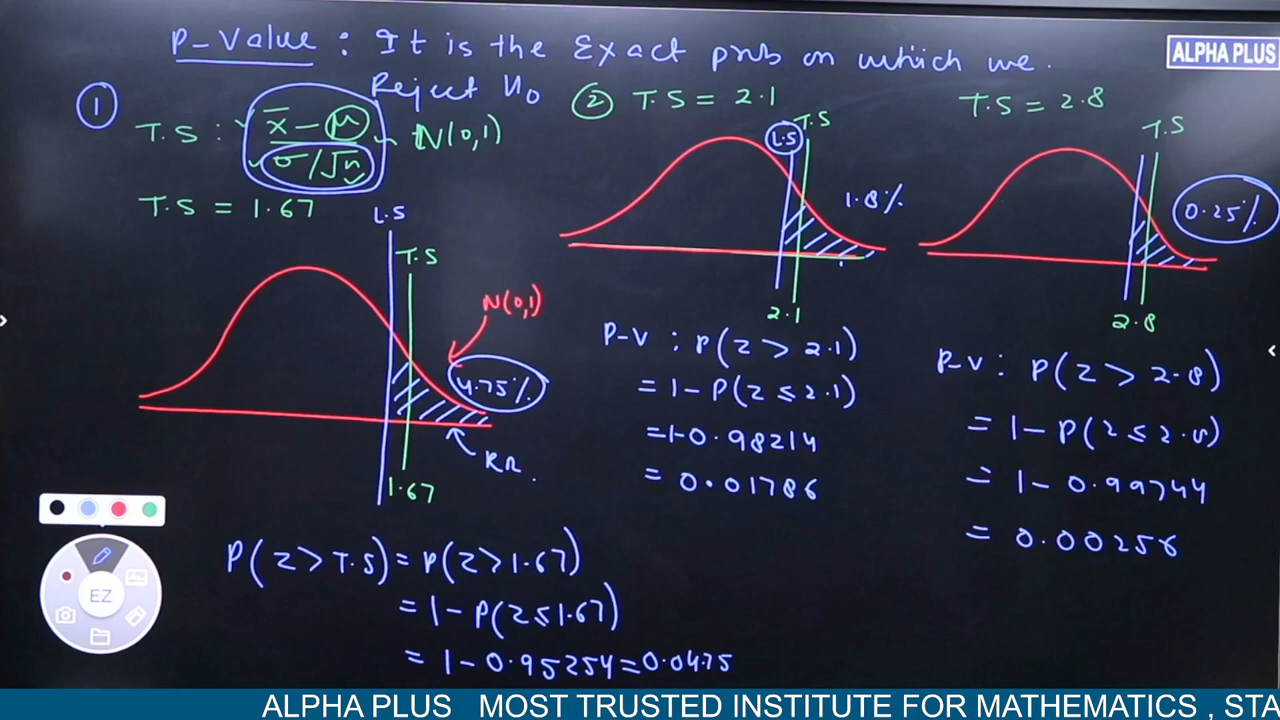 P-Value : It is the Exact prob on which we.
Reject H0
ALPHA PLUS
① T.S : x̄ - μ / σ/√n ~ N(0,1)
T.S = 1.67
L.S
T.S
N(0,1)
4.75%
RR.
1.67
P(Z > T.S) = P(Z > 1.67)
= 1 - P(Z ≤ 1.67)
= 1 - 0.95254 = 0.0475
② T.S = 2.1
L.S
T.S
1.8%
2.1
P-V : P(Z > 2.1)
= 1 - P(Z ≤ 2.1)
= 1 - 0.98214
= 0.01786
T.S = 2.8
T.S
0.25%
2.8
P-V : P(Z > 2.8)
= 1 - P(Z ≤ 2.8)
= 1 - 0.99744
= 0.00256
EZ
ALPHA PLUS MOST TRUSTED INSTITUTE FOR MATHEMATICS , STA